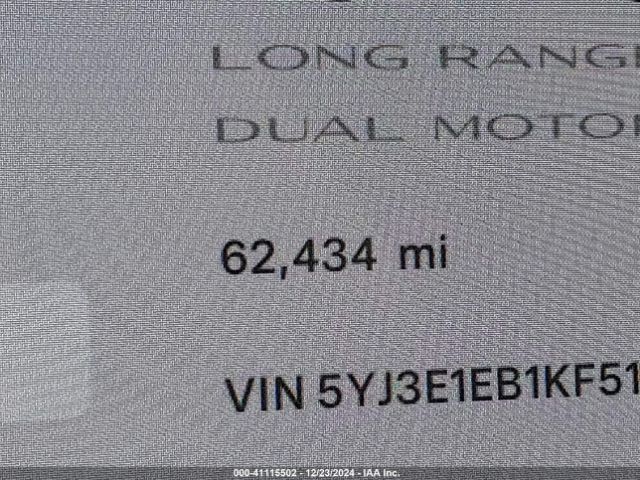 LONG RANG
DUAL MOTO
62,434 mi
VIN 5YJ3E1EB1KF51
000-41115502 - 12/23/2024 - IAA Inc.